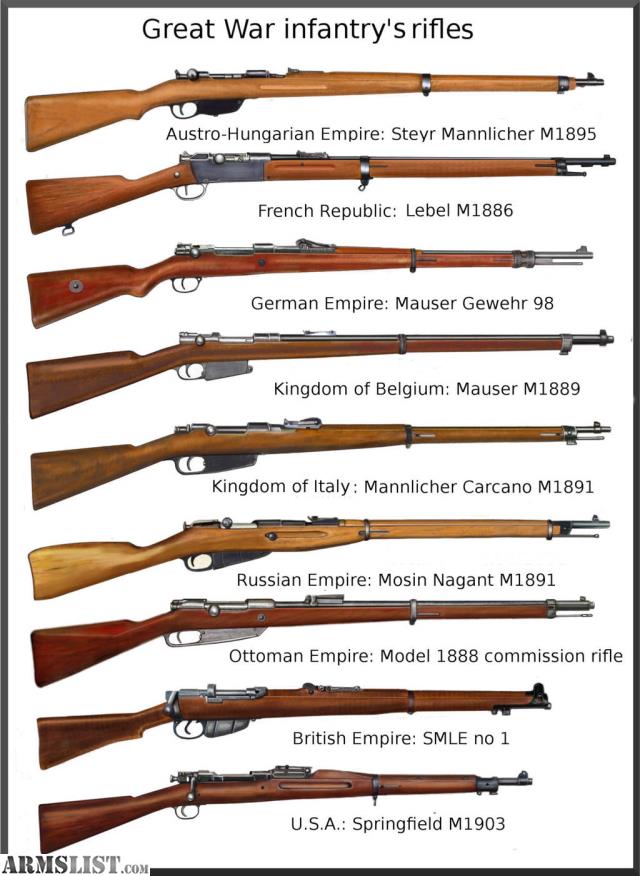 Great War infantry's rifles
Austro-Hungarian Empire: Steyr Mannlicher M1895
French Republic: Lebel M1886
German Empire: Mauser Gewehr 98
Kingdom of Belgium: Mauser M1889
Kingdom of Italy: Mannlicher Carcano M1891
Russian Empire: Mosin Nagant M1891
Ottoman Empire: Model 1888 commission rifle
British Empire: SMLE no 1
U.S.A.: Springfield M1903
ARMSLIST.COM